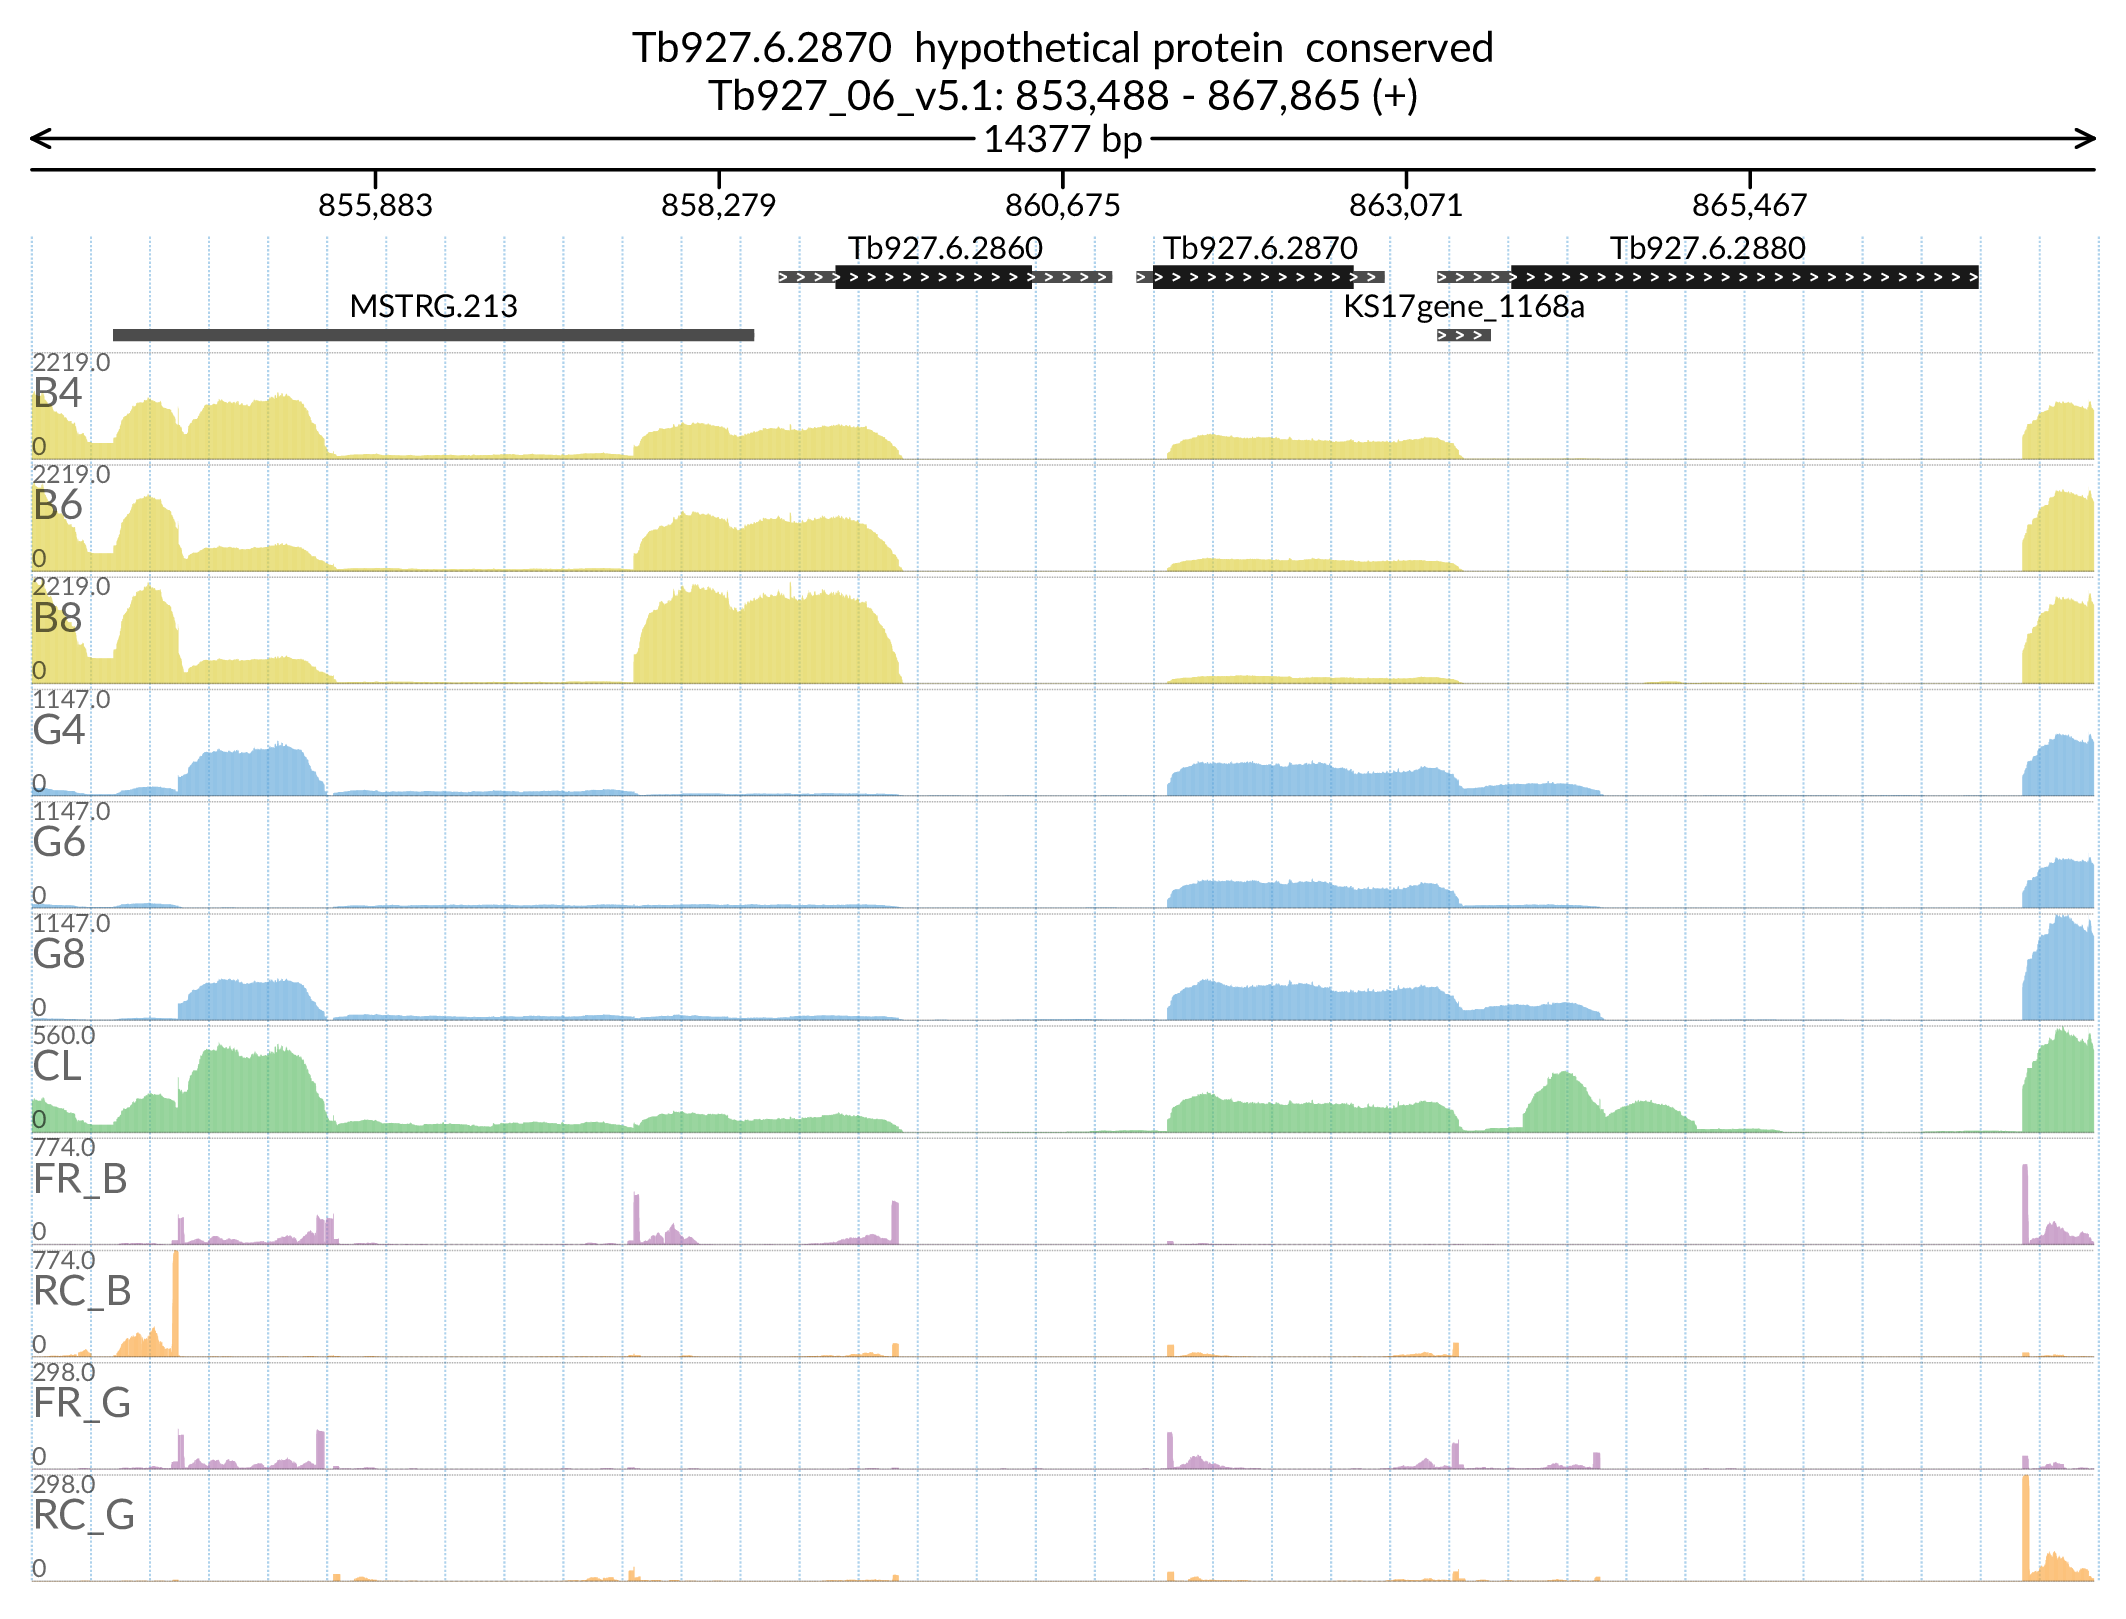 Tb927.6.2870  hypothetical protein  conserved
Tb927_06_v5.1: 853,488 - 867,865 (+)
14377 bp
855,883 858,279 860,675 863,071 865,467
Tb927.6.2860 Tb927.6.2870 Tb927.6.2880
MSTRG.213 KS17gene_1168a
2219.0
B4
0
2219.0
B6
0
2219.0
B8
0
1147.0
G4
0
1147.0
G6
0
1147.0
G8
0
560.0
CL
0
774.0
FR_B
0
774.0
RC_B
0
298.0
FR_G
0
298.0
RC_G
0